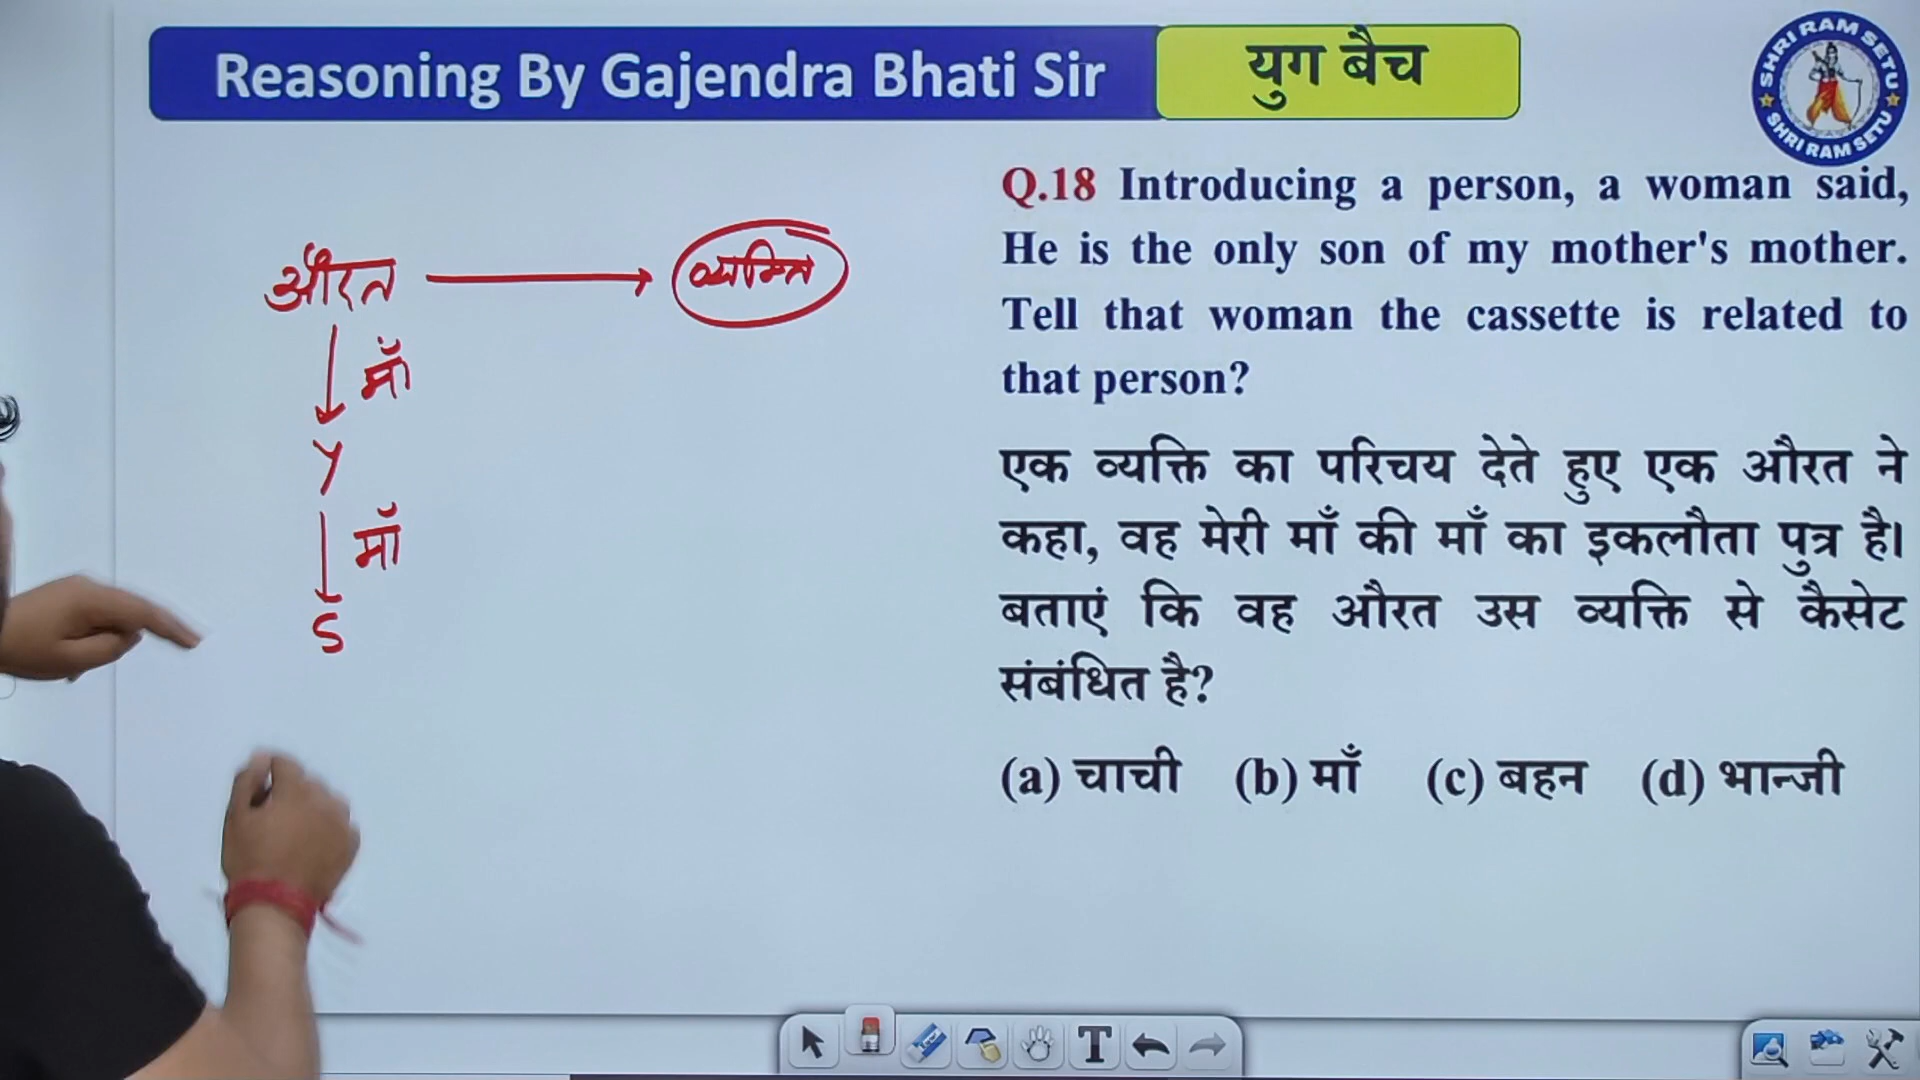 Reasoning By Gajendra Bhati Sir
युग बैच
SHRI RAM SETU
SHRI RAM SETU
Q.18 Introducing a person, a woman said,
He is the only son of my mother's mother.
Tell that woman the cassette is related to
that person?
एक व्यक्ति का परिचय देते हुए एक औरत ने
कहा, वह मेरी माँ की माँ का इकलौता पुत्र है।
बताएं कि वह औरत उस व्यक्ति से कैसेट
संबंधित है?
(a) चाची (b) माँ (c) बहन (d) भान्जी
औरत
व्यक्ति
माँ
Y
माँ
S
T